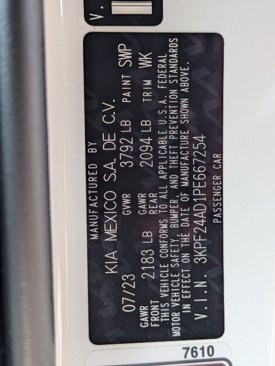 V.I
MANUFACTURED BY
KIA MEXICO S.A. DE C.V.
07/23 GVWR 3792 LB PAINT SWP
GAWR FRONT 2183 LB GAWR REAR 2094 LB TRIM WK
THIS VEHICLE CONFORMS TO ALL APPLICABLE U.S.A. FEDERAL
MOTOR VEHICLE SAFETY, BUMPER, AND THEFT PREVENTION STANDARDS
IN EFFECT ON THE DATE OF MANUFACTURE SHOWN ABOVE.
V.I.N. 3KPF24AD1PE667254
PASSENGER CAR
7610